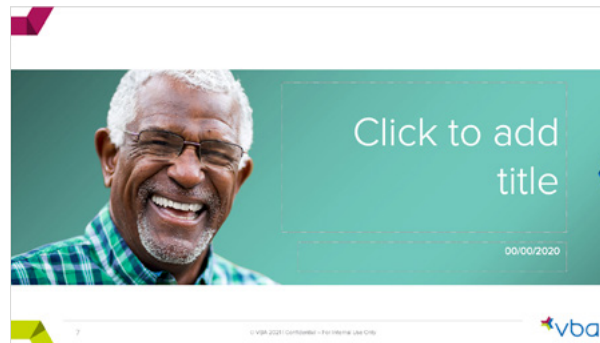 Click to add
title
00/00/2020
7
© VBA 2021 | Confidential – For Internal Use Only
vba